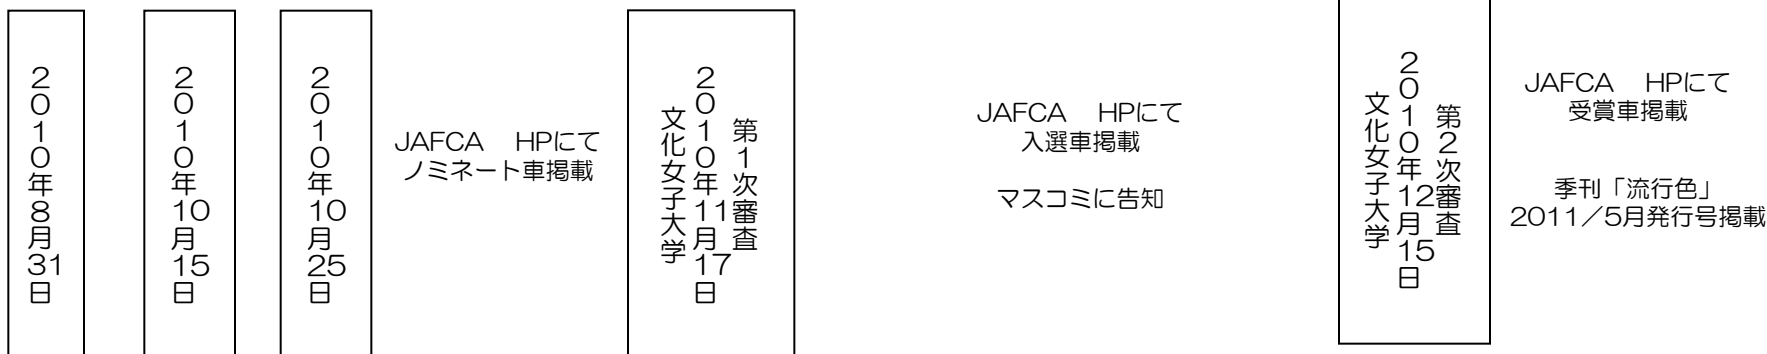 ２０１０年８月31日
２０１０年10月15日
２０１０年10月25日
JAFCA　HPにて
ノミネート車掲載
第１次審査
２０１０年11月17日
文化女子大学
JAFCA　HPにて
入選車掲載
マスコミに告知
第２次審査
２０１０年12月15日
文化女子大学
JAFCA　HPにて
受賞車掲載
季刊「流行色」
2011／5月発行号掲載